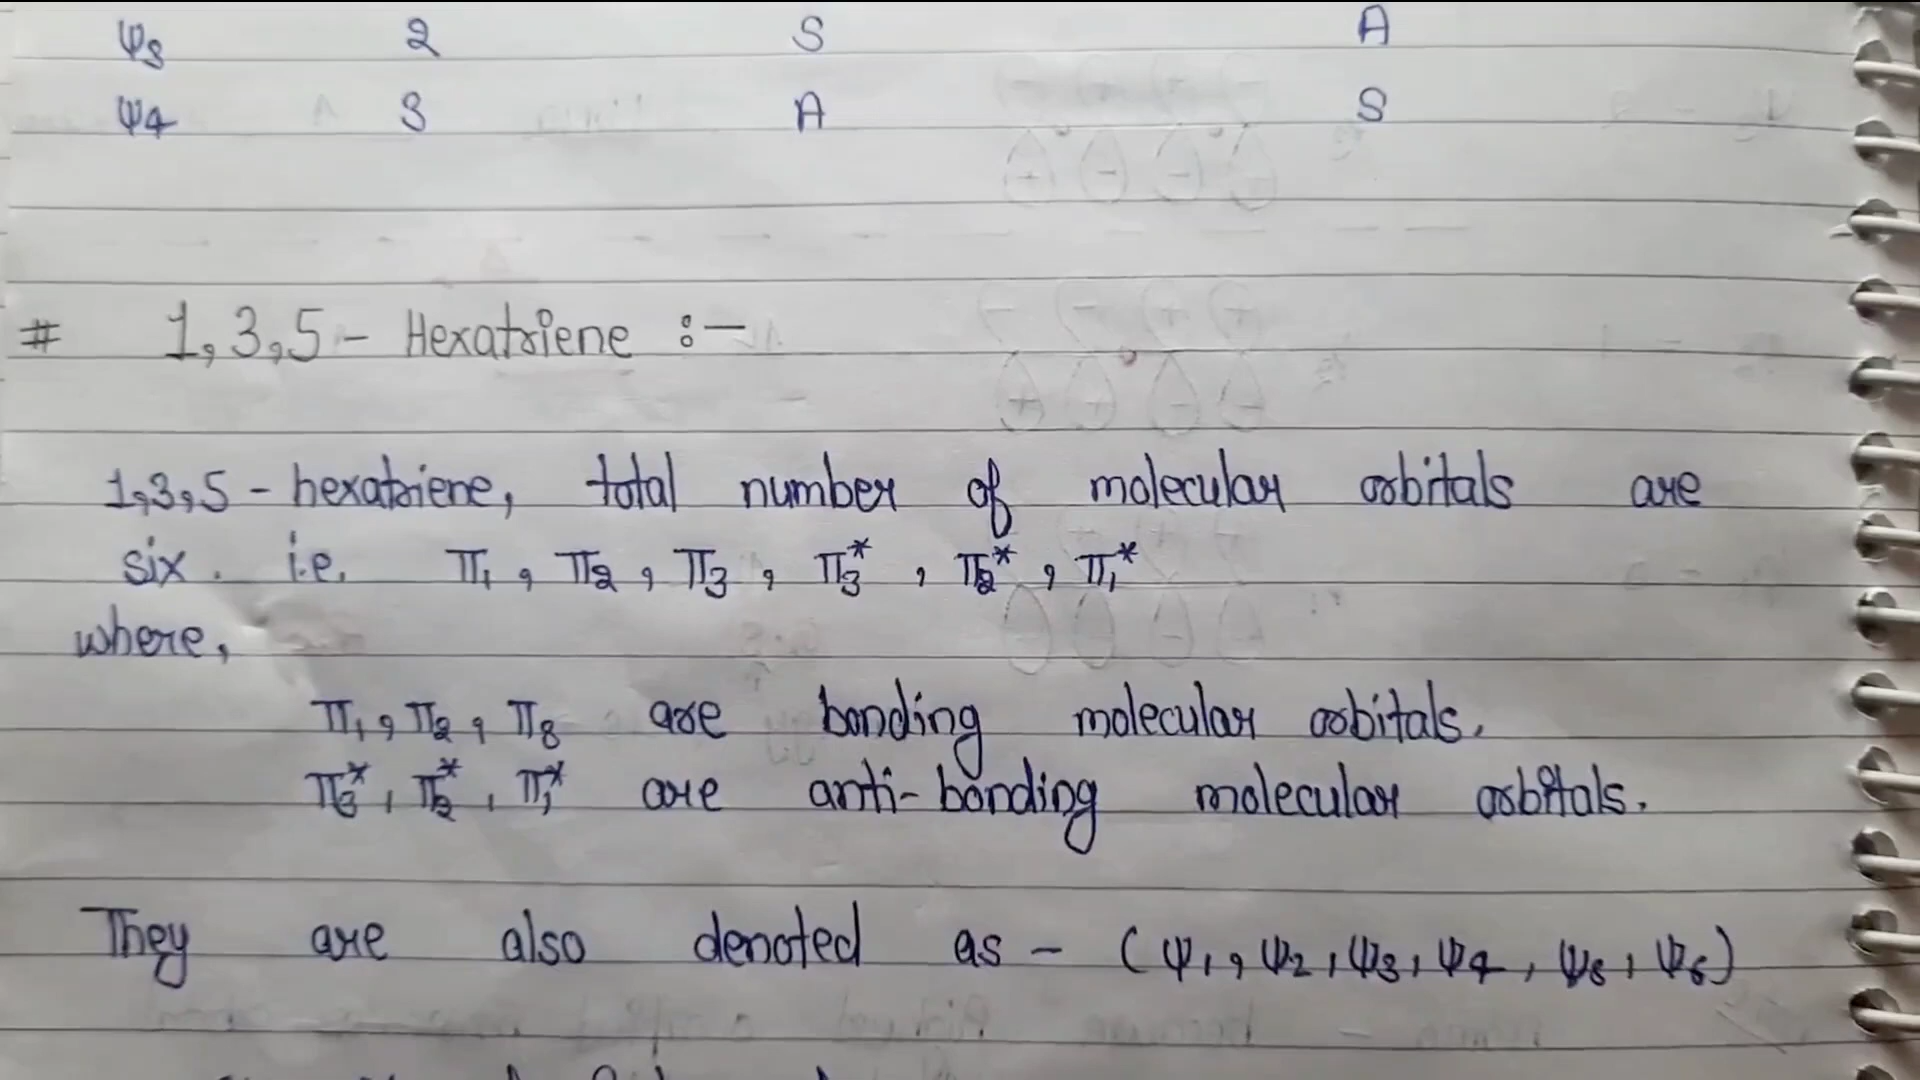 ψ3 2 S A
ψ4 3 A S
# 1,3,5 - Hexatriene :-
1,3,5 - hexatriene, total number of molecular orbitals are
six. i.e. π1, π2, π3, π3*, π2*, π1*
where,
π1, π2, π3 are bonding molecular orbitals.
π3*, π2*, π1* are anti-bonding molecular orbitals.
They are also denoted as - (ψ1, ψ2, ψ3, ψ4, ψ5, ψ6)